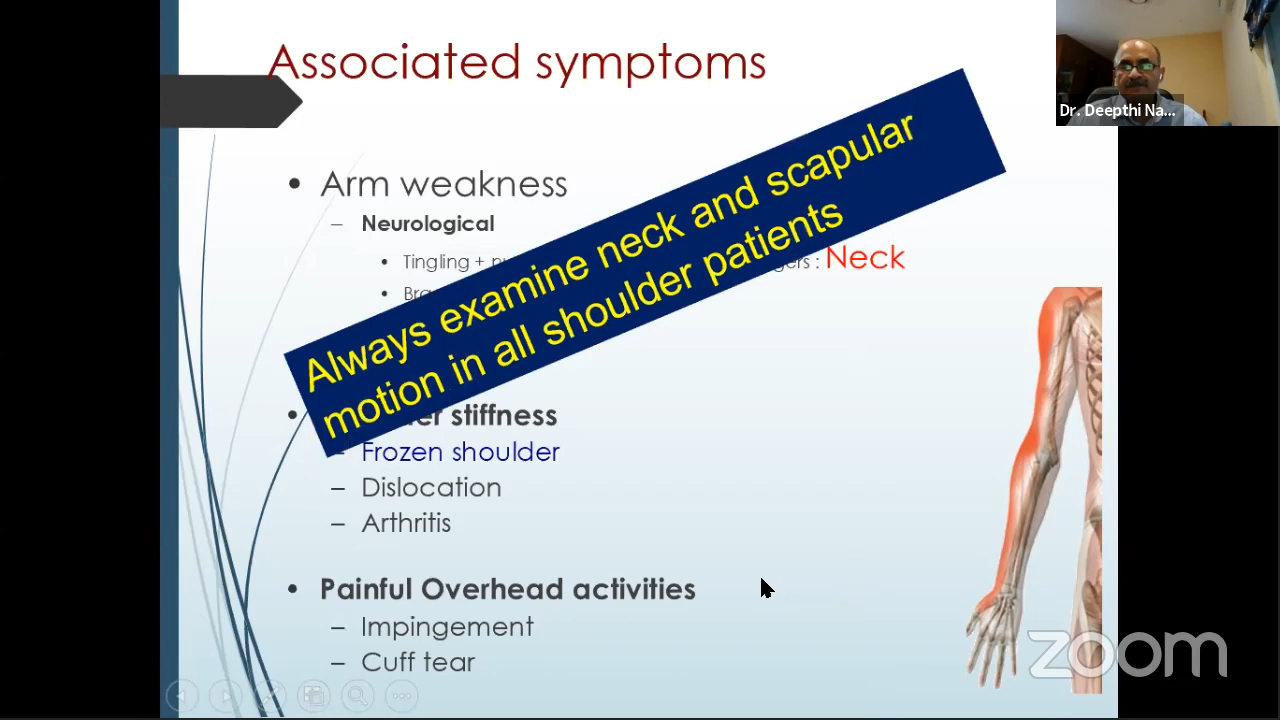 Associated symptoms
Dr. Deepthi Na...
• Arm weakness
– Neurological
• Tingling +
: Neck
•
Always examine neck and scapular
motion in all shoulder patients
• stiffness
– Frozen shoulder
– Dislocation
– Arthritis
• Painful Overhead activities
– Impingement
– Cuff tear
zoom